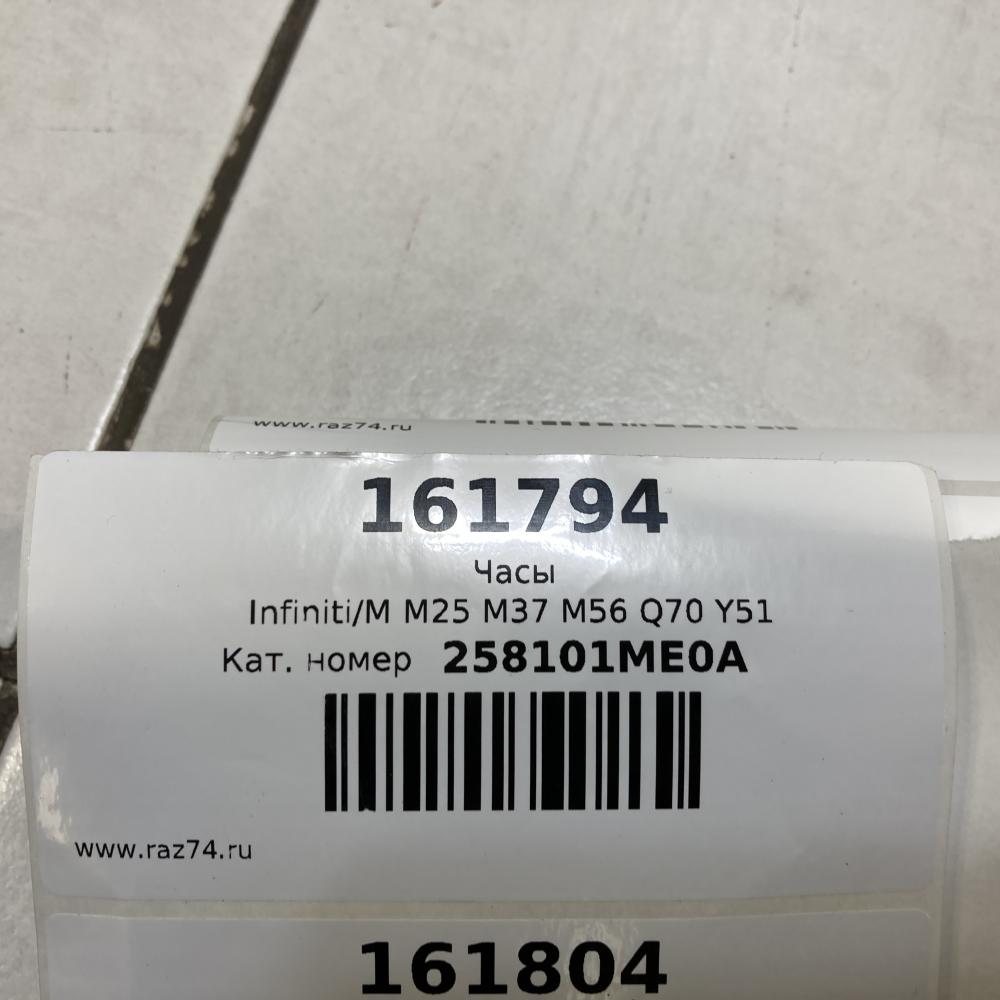 www.raz74.ru
161794
Часы
Infiniti/M M25 M37 M56 Q70 Y51
Кат. номер 258101ME0A
www.raz74.ru
161804